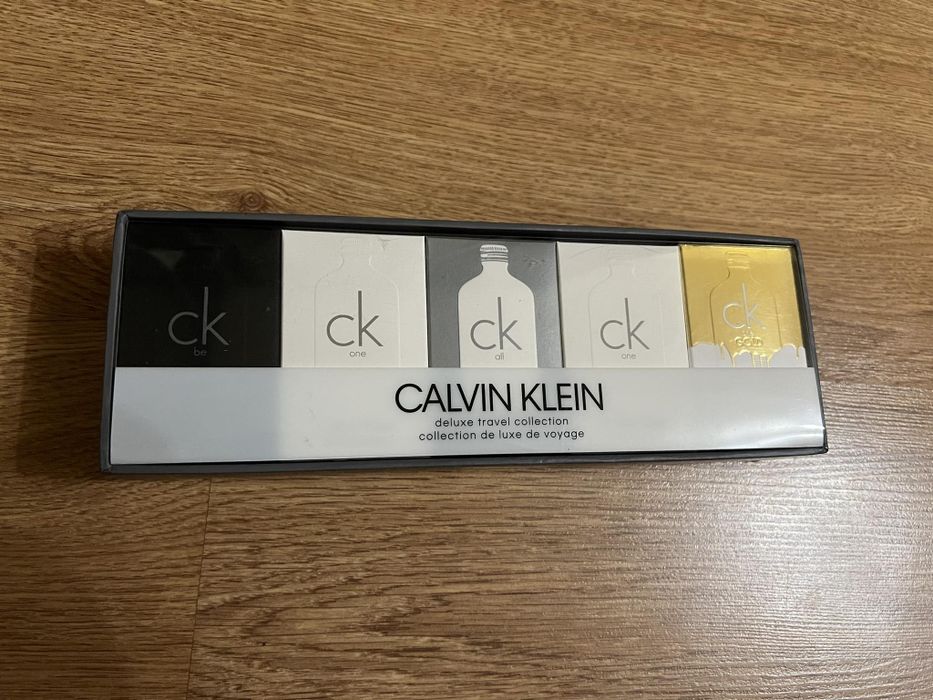 ck
be
ck
one
ck
all
ck
one
ck
GOLD
CALVIN KLEIN
deluxe travel collection
collection de luxe de voyage